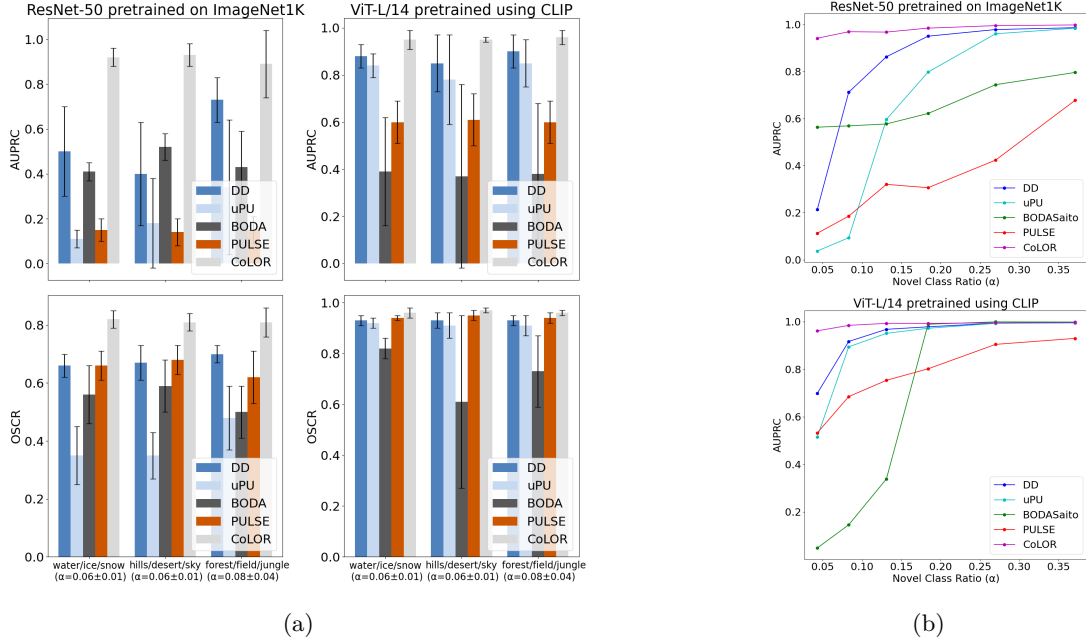 ResNet-50 pretrained on ImageNet1K
AUPRC
1.0
0.8
0.6
0.4
0.2
0.0
DD
uPU
BODA
PULSE
CoLOR
ViT-L/14 pretrained using CLIP
AUPRC
1.0
0.8
0.6
0.4
0.2
0.0
DD
uPU
BODA
PULSE
CoLOR
OSCR
0.8
0.6
0.4
0.2
0.0
DD
uPU
BODA
PULSE
CoLOR
water/ice/snow
(α=0.06±0.01)
hills/desert/sky
(α=0.06±0.01)
forest/field/jungle
(α=0.08±0.04)
OSCR
1.0
0.8
0.6
0.4
0.2
0.0
DD
uPU
BODA
PULSE
CoLOR
water/ice/snow
(α=0.06±0.01)
hills/desert/sky
(α=0.06±0.01)
forest/field/jungle
(α=0.08±0.04)
(a)
ResNet-50 pretrained on ImageNet1K
AUPRC
1.0
0.8
0.6
0.4
0.2
0.0
DD
uPU
BODASaito
PULSE
CoLOR
0.05 0.10 0.15 0.20 0.25 0.30 0.35
Novel Class Ratio (α)
ViT-L/14 pretrained using CLIP
AUPRC
1.0
0.8
0.6
0.4
0.2
DD
uPU
BODASaito
PULSE
CoLOR
0.05 0.10 0.15 0.20 0.25 0.30 0.35
Novel Class Ratio (α)
(b)